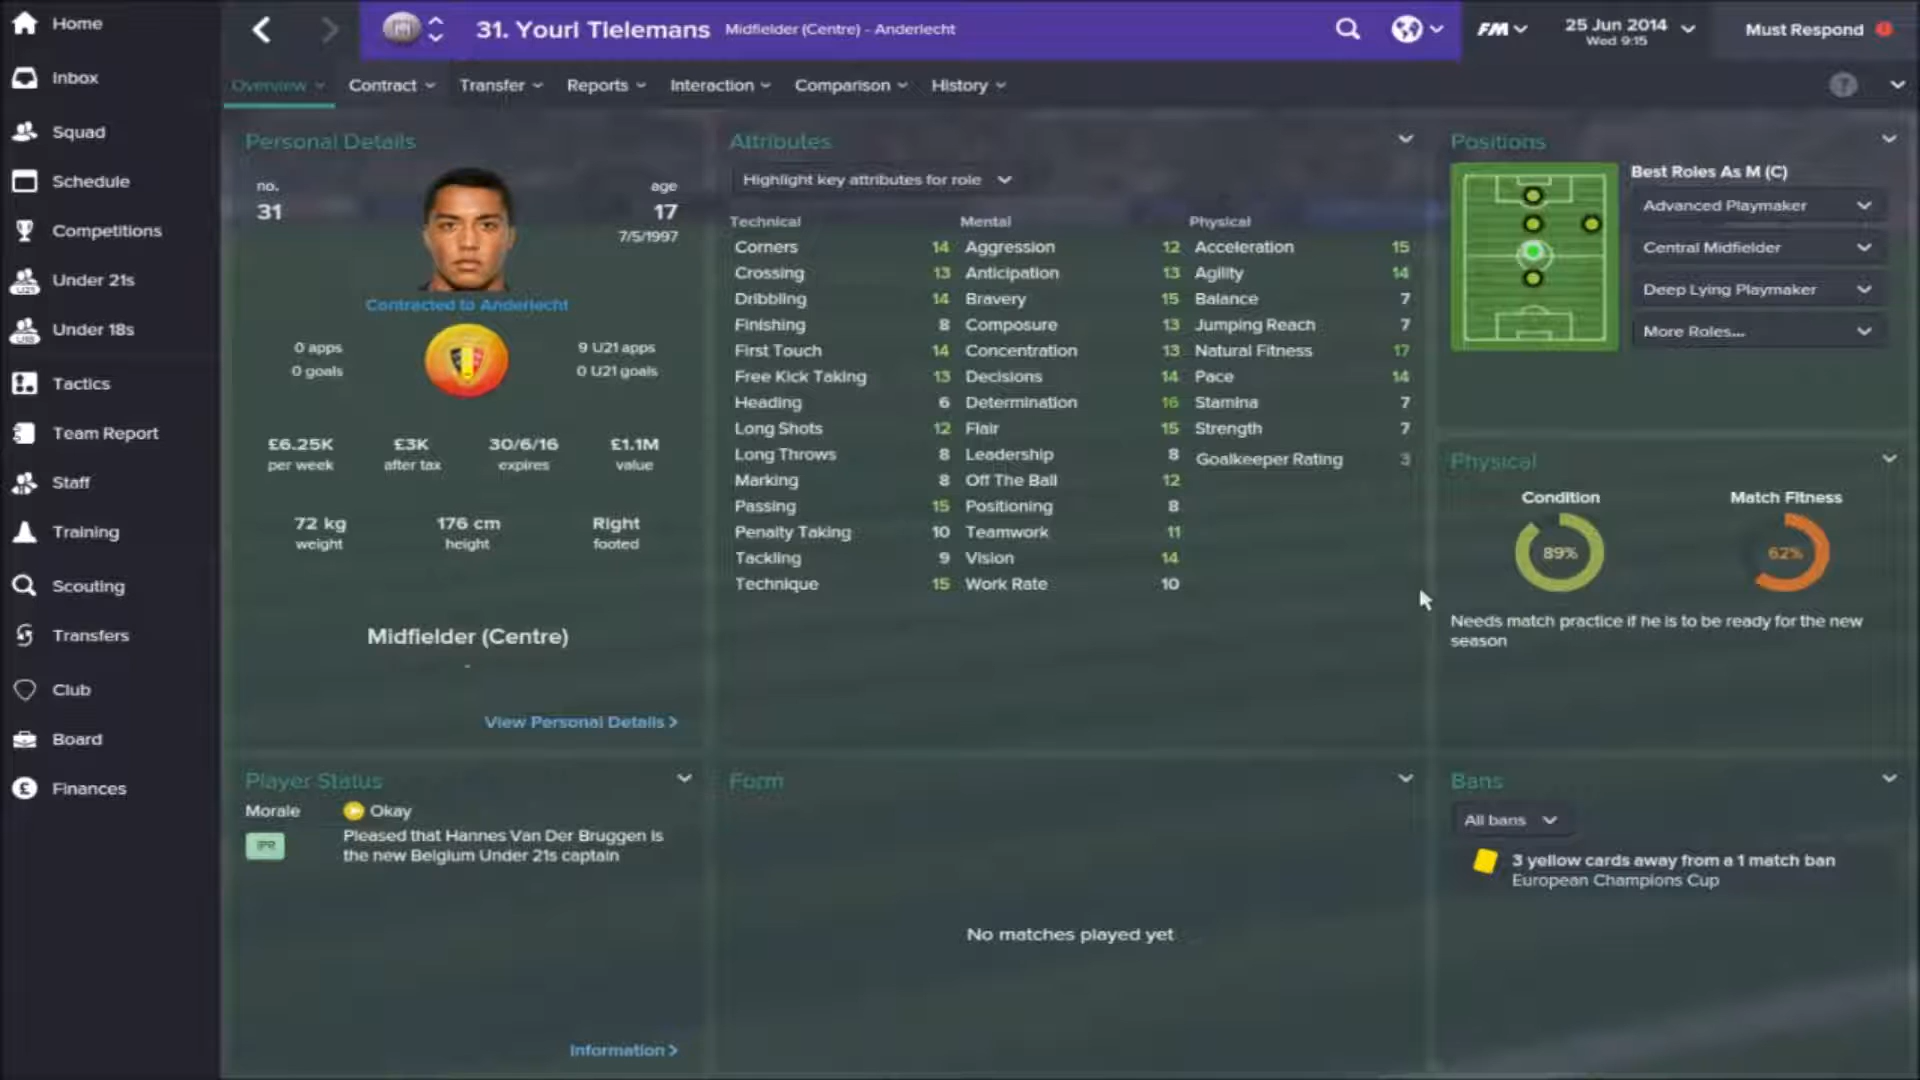 Home
Inbox
Squad
Schedule
Competitions
Under 21s
Under 18s
Tactics
Team Report
Staff
Training
Scouting
Transfers
Club
Board
Finances
31. Youri Tielemans Midfielder (Centre) - Anderlecht
FM
25 Jun 2014
Wed 9:15
Must Respond
Overview Contract Transfer Reports Interaction Comparison History
Personal Details
no.
31
age
17
7/5/1997
Contracted to Anderlecht
0 apps
0 goals
9 U21 apps
0 U21 goals
£6.25K per week
£3K after tax
30/6/16 expires
£1.1M value
72 kg weight
176 cm height
Right footed
Midfielder (Centre)
-
View Personal Details >
Attributes
Highlight key attributes for role
Technical Mental Physical
Corners 14 Aggression 12 Acceleration 15
Crossing 13 Anticipation 13 Agility 14
Dribbling 14 Bravery 15 Balance 7
Finishing 8 Composure 13 Jumping Reach 7
First Touch 14 Concentration 13 Natural Fitness 17
Free Kick Taking 13 Decisions 14 Pace 14
Heading 6 Determination 16 Stamina 7
Long Shots 12 Flair 15 Strength 7
Long Throws 8 Leadership 8 Goalkeeper Rating 3
Marking 8 Off The Ball 12
Passing 15 Positioning 8
Penalty Taking 10 Teamwork 11
Tackling 9 Vision 14
Technique 15 Work Rate 10
Positions
Best Roles As M (C)
Advanced Playmaker
Central Midfielder
Deep Lying Playmaker
More Roles...
Physical
Condition Match Fitness
89% 62%
Needs match practice if he is to be ready for the new
season
Player Status
Morale Okay
PR Pleased that Hannes Van Der Bruggen is
the new Belgium Under 21s captain
Information >
Form
No matches played yet
Bans
All bans
3 yellow cards away from a 1 match ban
European Champions Cup